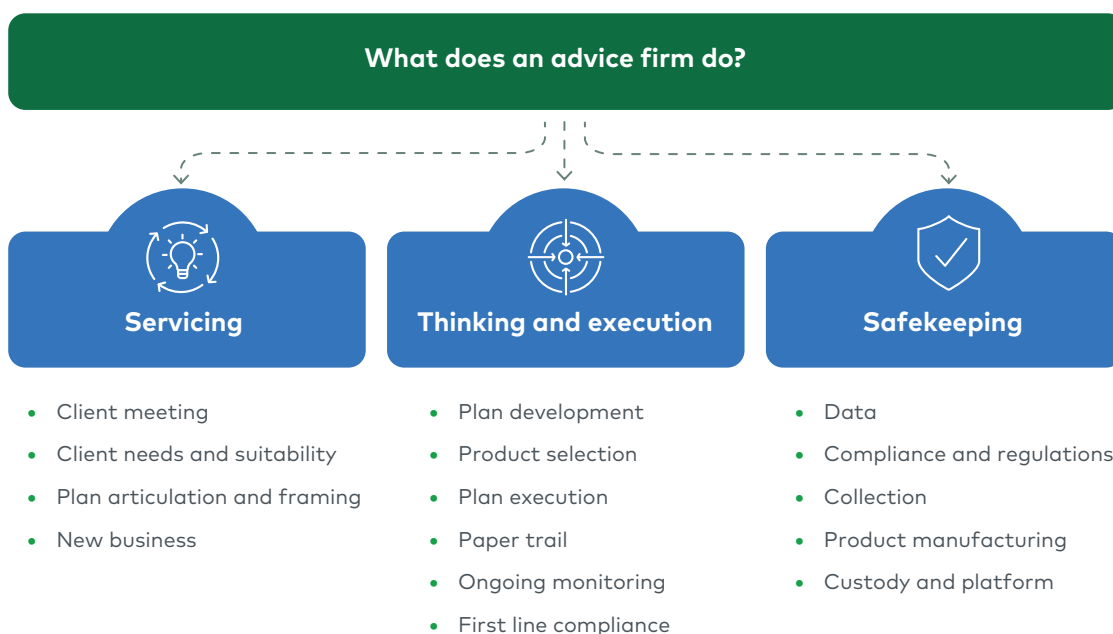 What does an advice firm do?
Servicing
Client meeting
Client needs and suitability
Plan articulation and framing
New business
Thinking and execution
Plan development
Product selection
Plan execution
Paper trail
Ongoing monitoring
First line compliance
Safekeeping
Data
Compliance and regulations
Collection
Product manufacturing
Custody and platform